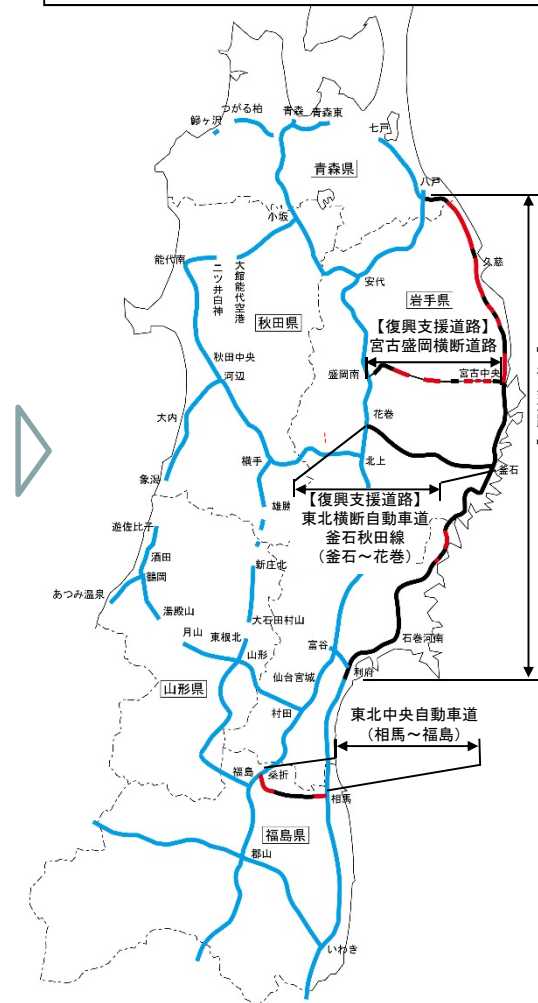 つがる柏
鰺ヶ沢
青森
青森東
七戸
青森県
八戸
小坂
能代南
二ツ井白神
大館能代空港
安代
久慈
岩手県
秋田県
【復興支援道路】
宮古盛岡横断道路
秋田中央
河辺
盛岡南
宮古中央
大内
花巻
横手
北上
釜石
象潟
雄勝
【復興支援道路】
東北横断自動車道
釜石秋田線
(釜石~花巻)
遊佐比子
酒田
鶴岡
あつみ温泉
新庄北
湯殿山
大石田村山
月山
東根北
山形
富谷
石巻河南
仙台宮城
利府
山形県
村田
東北中央自動車道
(相馬~福島)
福島
桑折
相馬
福島県
郡山
いわき